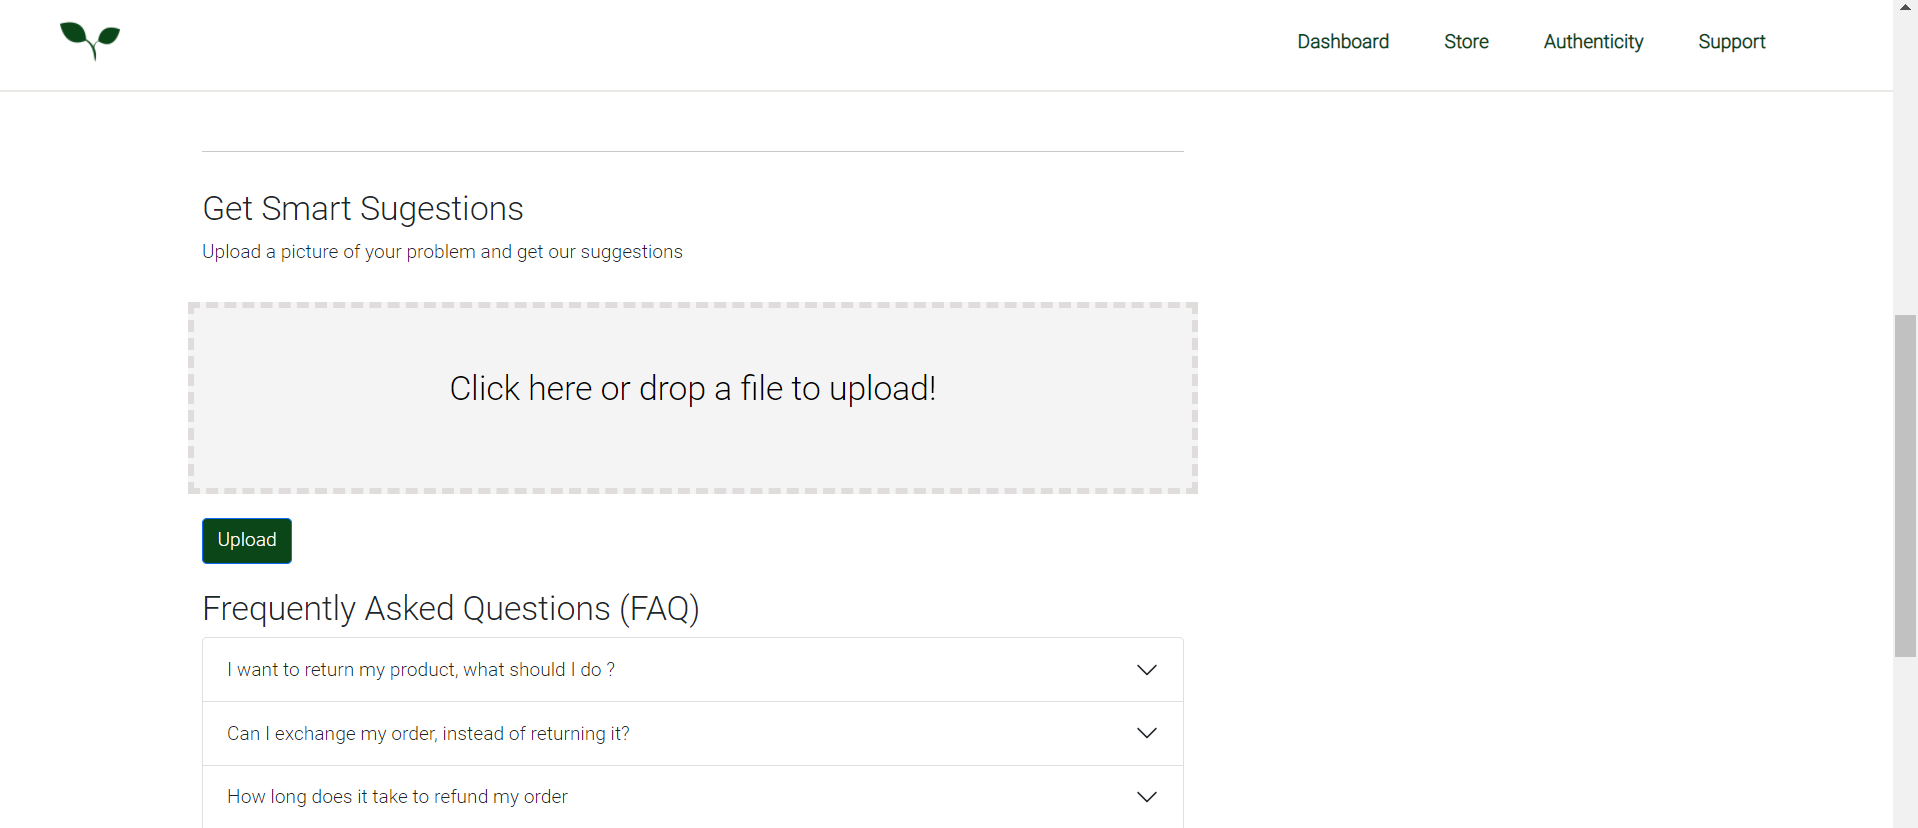 Dashboard Store Authenticity Support
Get Smart Sugestions
Upload a picture of your problem and get our suggestions
Click here or drop a file to upload!
Upload
Frequently Asked Questions (FAQ)
I want to return my product, what should I do ?
Can I exchange my order, instead of returning it?
How long does it take to refund my order